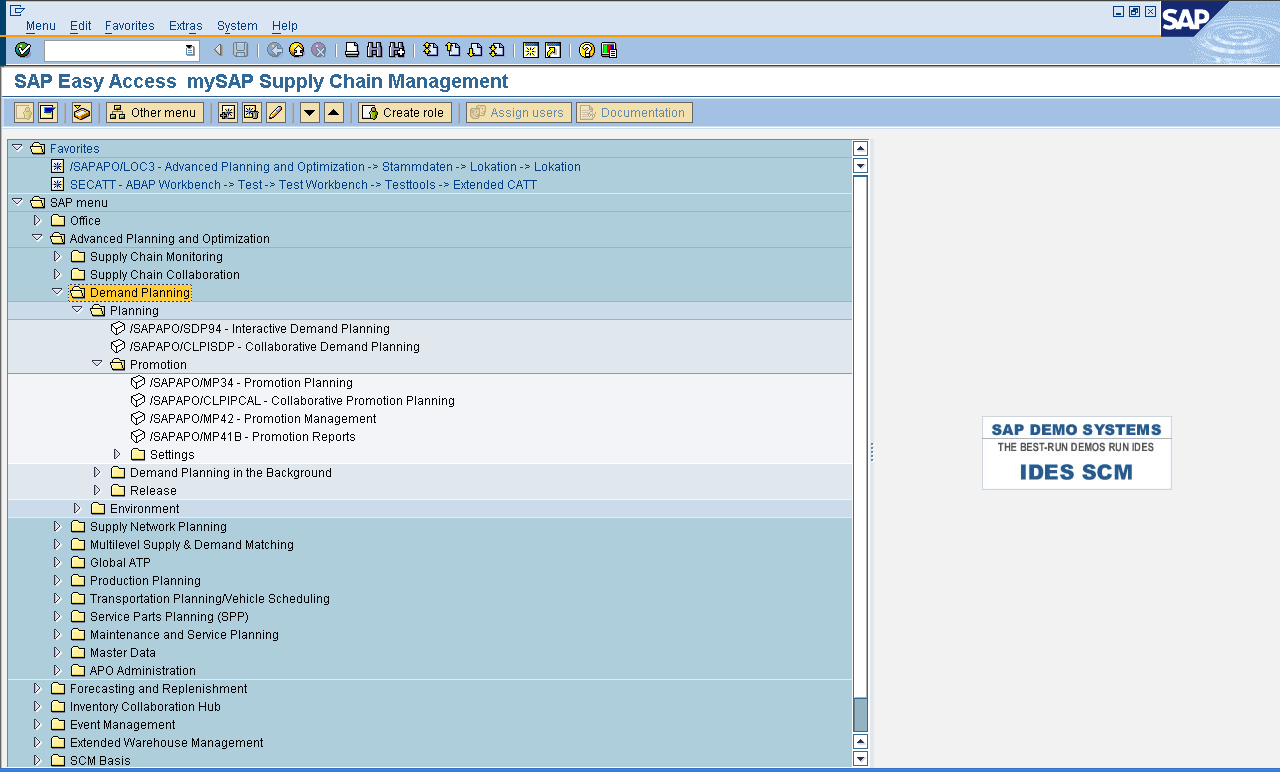 Menu Edit Favorites Extras System Help
SAP
SAP Easy Access mySAP Supply Chain Management
Other menu Create role Assign users Documentation
Favorites
/SAPAPO/LOC3 - Advanced Planning and Optimization -> Stammdaten -> Lokation -> Lokation
SECATT - ABAP Workbench -> Test -> Test Workbench -> Testtools -> Extended CATT
SAP menu
Office
Advanced Planning and Optimization
Supply Chain Monitoring
Supply Chain Collaboration
Demand Planning
Planning
/SAPAPO/SDP94 - Interactive Demand Planning
/SAPAPO/CLPISDP - Collaborative Demand Planning
Promotion
/SAPAPO/MP34 - Promotion Planning
/SAPAPO/CLPIPCAL - Collaborative Promotion Planning
/SAPAPO/MP42 - Promotion Management
/SAPAPO/MP41B - Promotion Reports
Settings
Demand Planning in the Background
Release
Environment
Supply Network Planning
Multilevel Supply & Demand Matching
Global ATP
Production Planning
Transportation Planning/Vehicle Scheduling
Service Parts Planning (SPP)
Maintenance and Service Planning
Master Data
APO Administration
Forecasting and Replenishment
Inventory Collaboration Hub
Event Management
Extended Warehouse Management
SCM Basis
SAP DEMO SYSTEMS
THE BEST-RUN DEMOS RUN IDES
IDES SCM